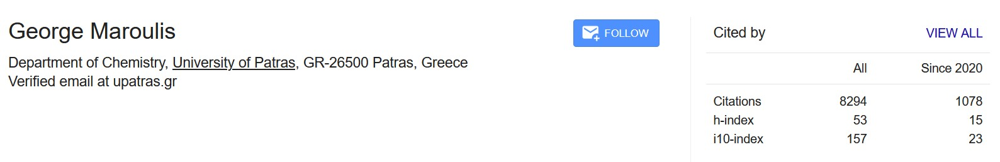 George Maroulis
FOLLOW
Department of Chemistry, University of Patras, GR-26500 Patras, Greece
Verified email at upatras.gr
Cited by VIEW ALL
All Since 2020
Citations 8294 1078
h-index 53 15
i10-index 157 23